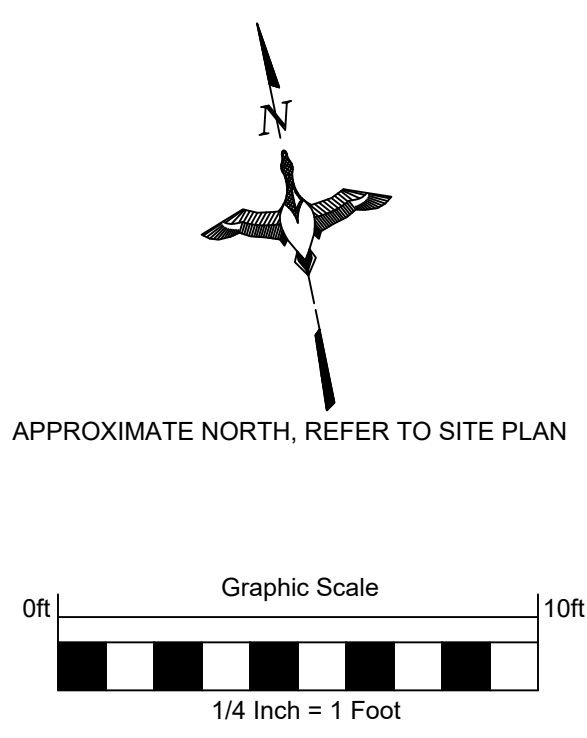 N
APPROXIMATE NORTH, REFER TO SITE PLAN
Graphic Scale
0ft 10ft
1/4 Inch = 1 Foot